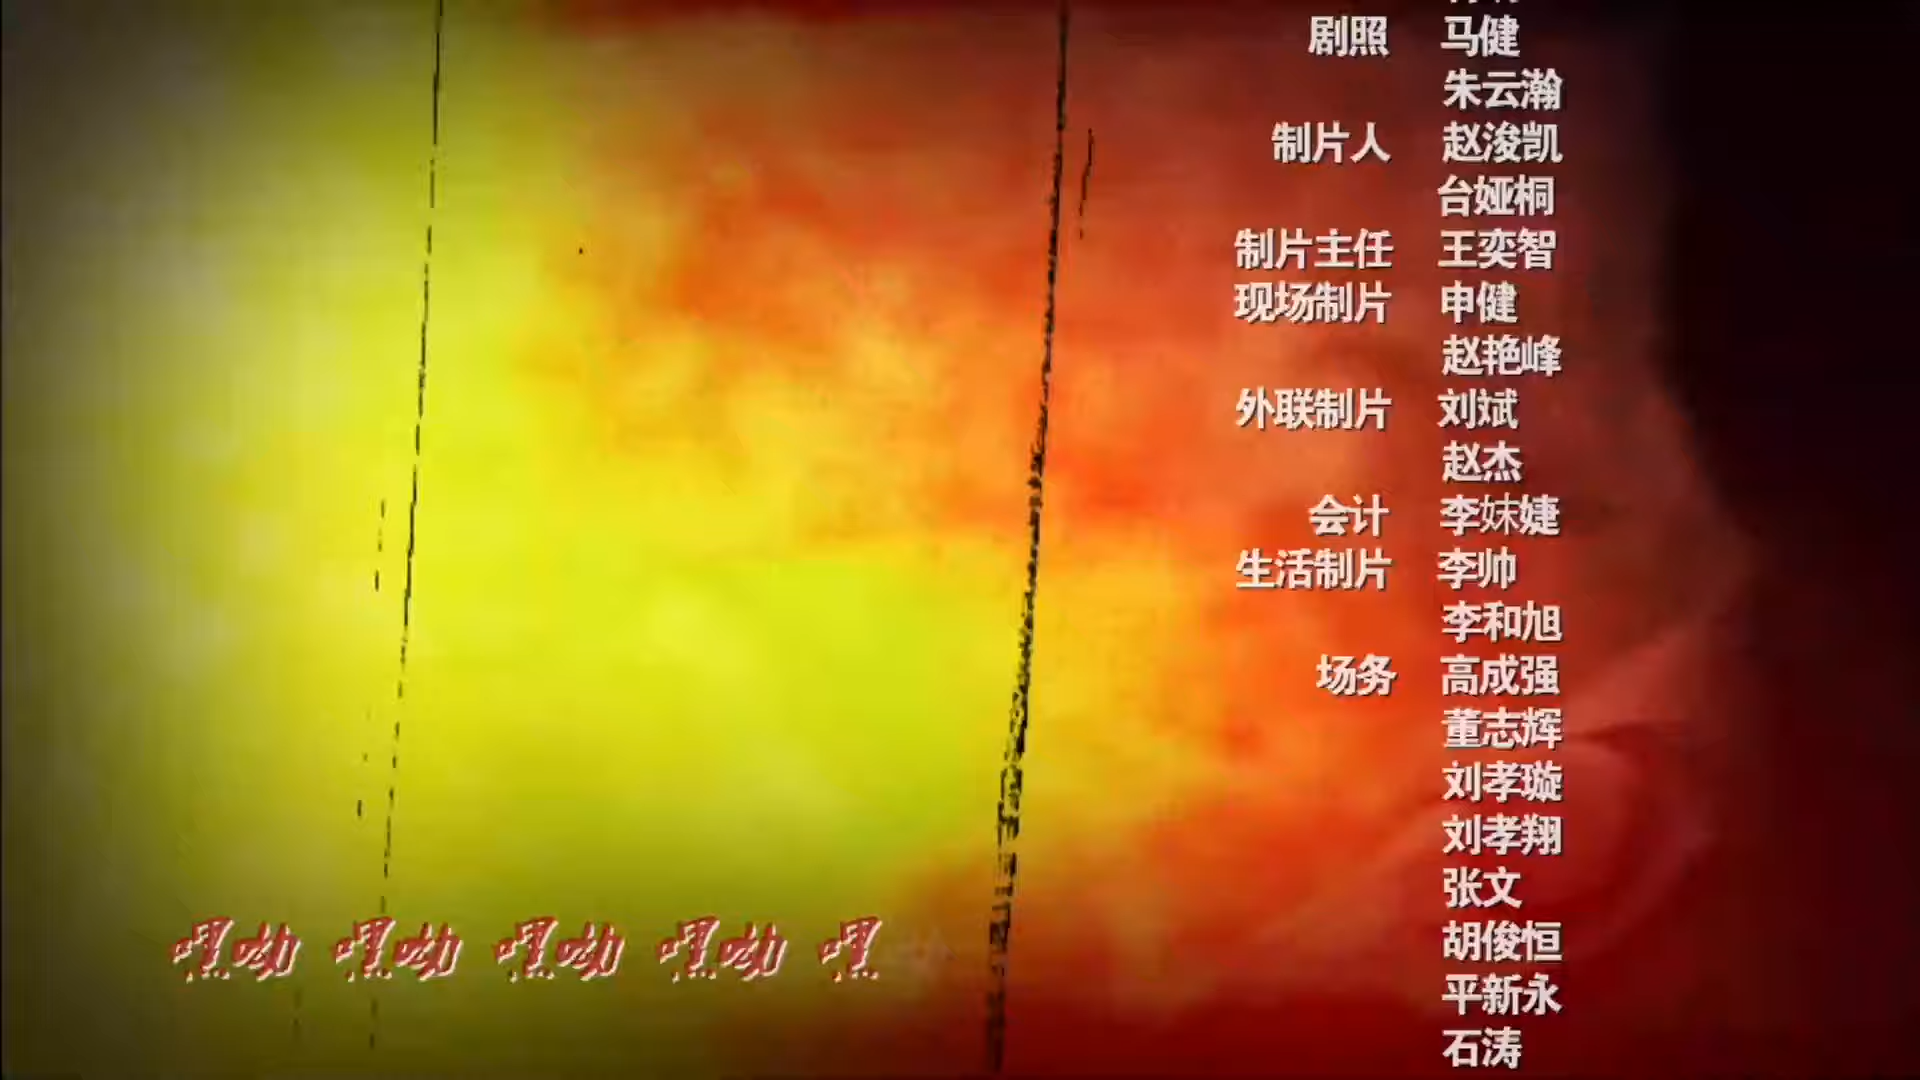 剧照 马健
朱云瀚
制片人 赵浚凯
台娅桐
制片主任 王奕智
现场制片 申健
赵艳峰
外联制片 刘斌
赵杰
会计 李妹婕
生活制片 李帅
李和旭
场务 高成强
董志辉
刘孝璇
刘孝翔
张文
胡俊恒
平新永
石涛
嘿呦 嘿呦 嘿呦 嘿呦 嘿